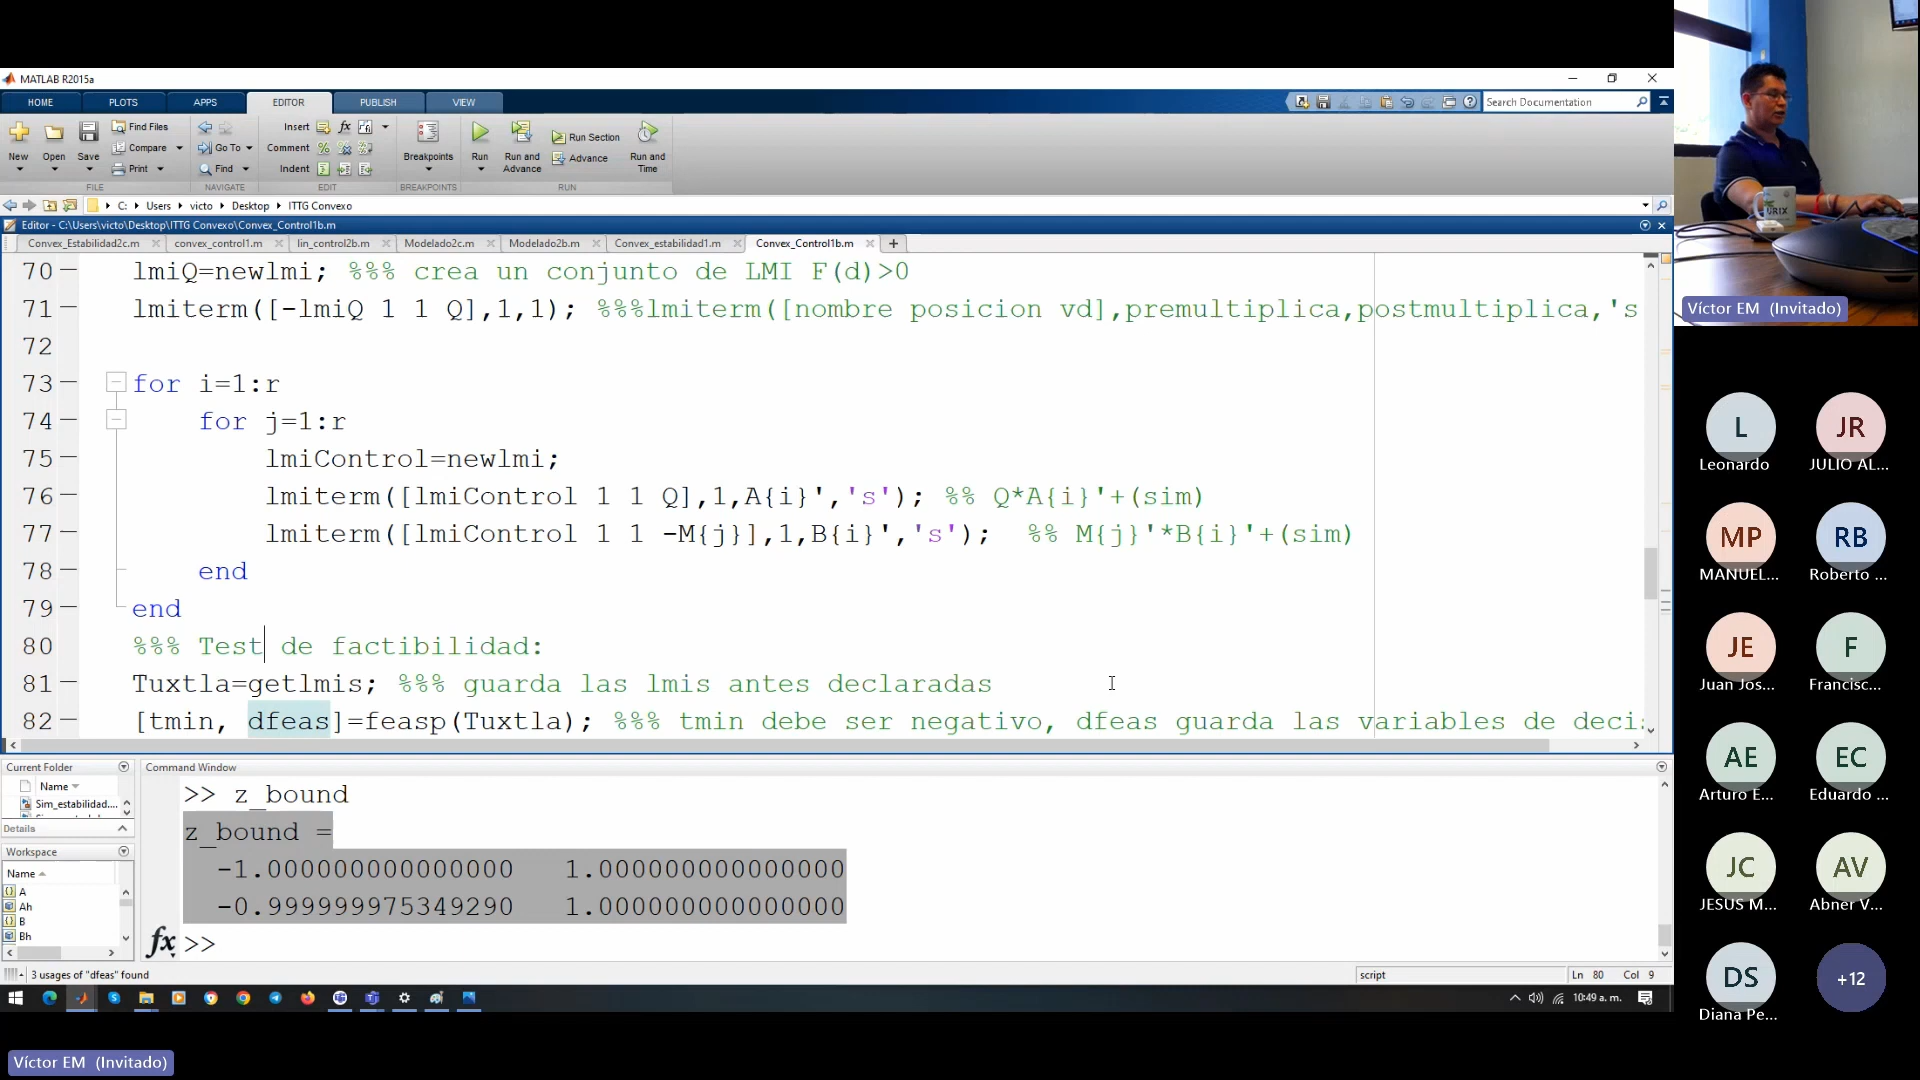 MATLAB R2015a
HOME PLOTS APPS EDITOR PUBLISH VIEW
Search Documentation
New Open Save Find Files Compare Print
Go To Find
Insert Comment Indent
Breakpoints Run Run and Advance Run Section Advance Run and Time
FILE NAVIGATE EDIT BREAKPOINTS RUN
C: Users victo Desktop ITTG Convexo
Editor - C:\Users\victo\Desktop\ITTG Convexo\Convex_Control1b.m
Convex_Estabilidad2c.m convex_control1.m lin_control2b.m Modelado2c.m Modelado2b.m Convex_estabilidad1.m Convex_Control1b.m
70 lmiQ=newlmi; %%% crea un conjunto de LMI F(d)>0
71 lmiterm([-lmiQ 1 1 Q],1,1); %%%lmiterm([nombre posicion vd],premultiplica,postmultiplica,'s
72
73 for i=1:r
74 for j=1:r
75 lmiControl=newlmi;
76 lmiterm([lmiControl 1 1 Q],1,A{i}','s'); %% Q*A{i}'+(sim)
77 lmiterm([lmiControl 1 1 -M{j}],1,B{i}','s'); %% M{j}'*B{i}'+(sim)
78 end
79 end
80 %%% Test de factibilidad:
81 Tuxtla=getlmis; %%% guarda las lmis antes declaradas
82 [tmin, dfeas]=feasp(Tuxtla); %%% tmin debe ser negativo, dfeas guarda las variables de decis
Current Folder
Name
Sim_estabilidad....
Details
Workspace
Name
A
Ah
B
Bh
Command Window
>> z_bound
z_bound =
-1.000000000000000 1.000000000000000
-0.999999975349290 1.000000000000000
fx >>
3 usages of "dfeas" found
script
Ln 80 Col 9
10:49 a. m.
Víctor EM (Invitado)
Víctor EM (Invitado)
L
Leonardo
JR
JULIO AL...
MP
MANUEL...
RB
Roberto ...
JE
Juan Jos...
F
Francisc...
AE
Arturo E...
EC
Eduardo ...
JC
JESUS M...
AV
Abner V...
DS
Diana Pe...
+12